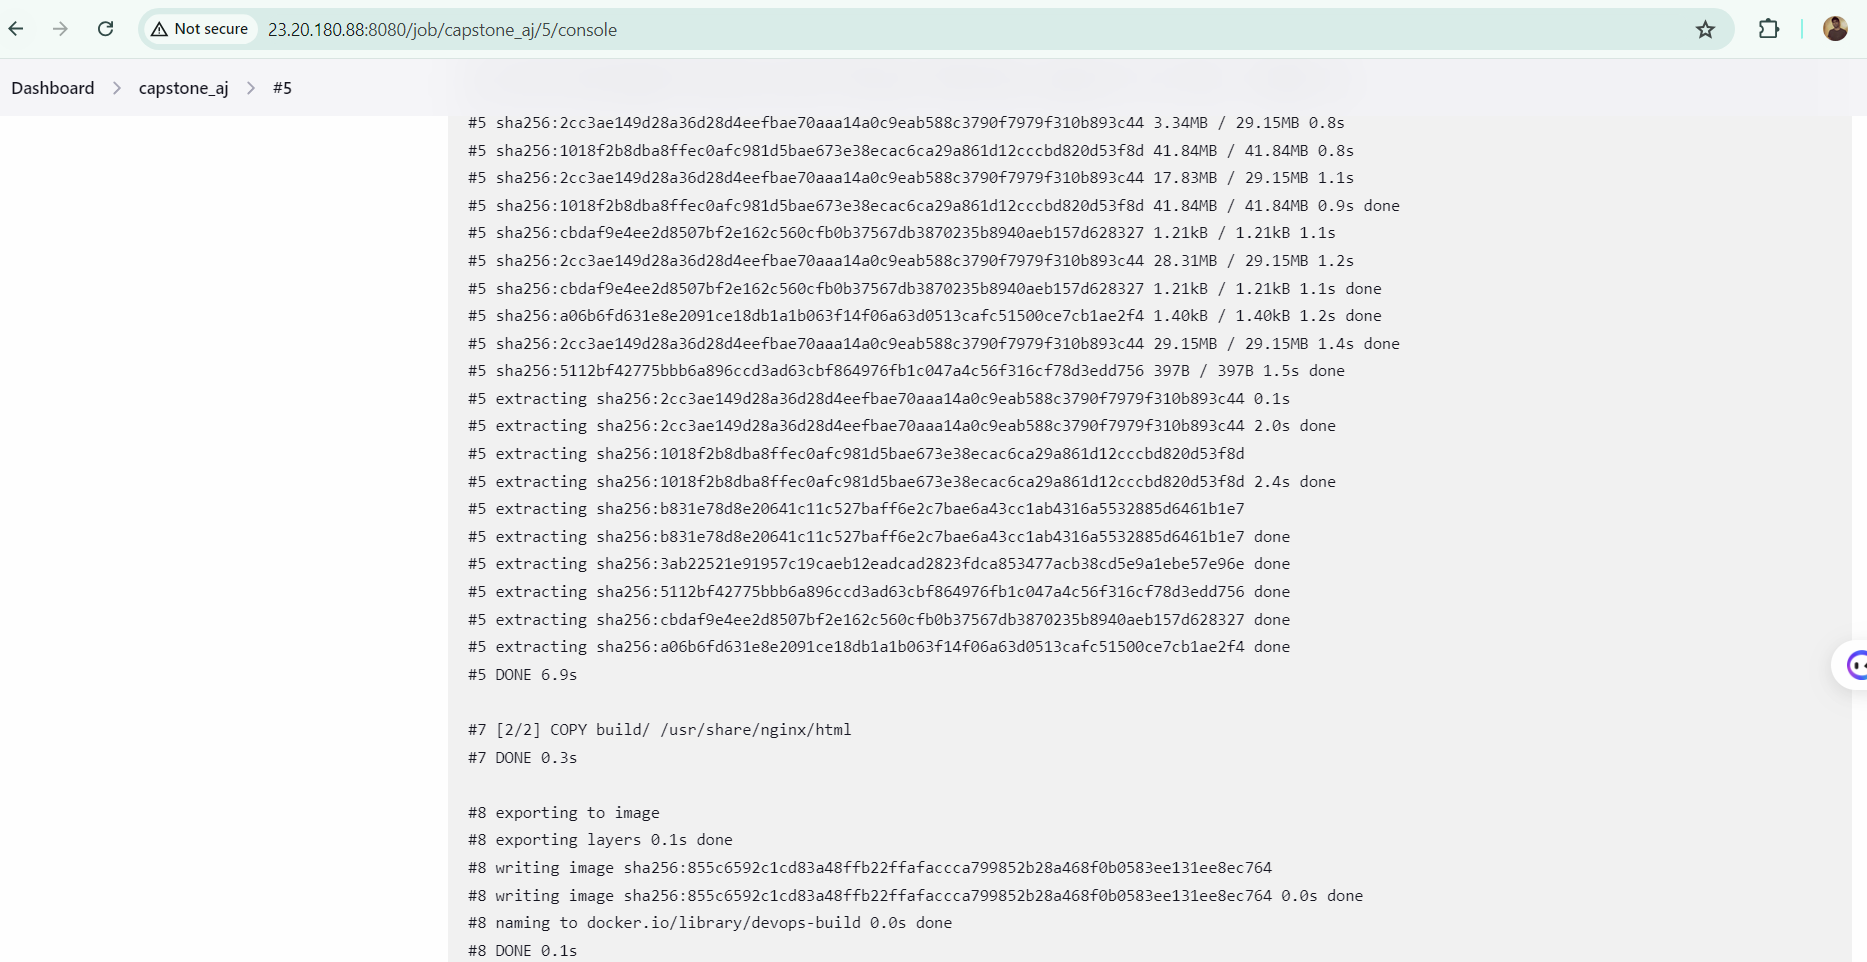 Not secure 23.20.180.88:8080/job/capstone_aj/5/console
Dashboard capstone_aj #5
#5 sha256:2cc3ae149d28a36d28d4eefbae70aaa14a0c9eab588c3790f7979f310b893c44 3.34MB / 29.15MB 0.8s
#5 sha256:1018f2b8dba8ffec0afc981d5bae673e38ecac6ca29a861d12cccbd820d53f8d 41.84MB / 41.84MB 0.8s
#5 sha256:2cc3ae149d28a36d28d4eefbae70aaa14a0c9eab588c3790f7979f310b893c44 17.83MB / 29.15MB 1.1s
#5 sha256:1018f2b8dba8ffec0afc981d5bae673e38ecac6ca29a861d12cccbd820d53f8d 41.84MB / 41.84MB 0.9s done
#5 sha256:cbdaf9e4ee2d8507bf2e162c560cfb0b37567db3870235b8940aeb157d628327 1.21kB / 1.21kB 1.1s
#5 sha256:2cc3ae149d28a36d28d4eefbae70aaa14a0c9eab588c3790f7979f310b893c44 28.31MB / 29.15MB 1.2s
#5 sha256:cbdaf9e4ee2d8507bf2e162c560cfb0b37567db3870235b8940aeb157d628327 1.21kB / 1.21kB 1.1s done
#5 sha256:a06b6fd631e8e2091ce18db1a1b063f14f06a63d0513cafc51500ce7cb1ae2f4 1.40kB / 1.40kB 1.2s done
#5 sha256:2cc3ae149d28a36d28d4eefbae70aaa14a0c9eab588c3790f7979f310b893c44 29.15MB / 29.15MB 1.4s done
#5 sha256:5112bf42775bbb6a896ccd3ad63cbf864976fb1c047a4c56f316cf78d3edd756 397B / 397B 1.5s done
#5 extracting sha256:2cc3ae149d28a36d28d4eefbae70aaa14a0c9eab588c3790f7979f310b893c44 0.1s
#5 extracting sha256:2cc3ae149d28a36d28d4eefbae70aaa14a0c9eab588c3790f7979f310b893c44 2.0s done
#5 extracting sha256:1018f2b8dba8ffec0afc981d5bae673e38ecac6ca29a861d12cccbd820d53f8d
#5 extracting sha256:1018f2b8dba8ffec0afc981d5bae673e38ecac6ca29a861d12cccbd820d53f8d 2.4s done
#5 extracting sha256:b831e78d8e20641c11c527baff6e2c7bae6a43cc1ab4316a5532885d6461b1e7
#5 extracting sha256:b831e78d8e20641c11c527baff6e2c7bae6a43cc1ab4316a5532885d6461b1e7 done
#5 extracting sha256:3ab22521e91957c19caeb12eadcad2823fdca853477acb38cd5e9a1ebe57e96e done
#5 extracting sha256:5112bf42775bbb6a896ccd3ad63cbf864976fb1c047a4c56f316cf78d3edd756 done
#5 extracting sha256:cbdaf9e4ee2d8507bf2e162c560cfb0b37567db3870235b8940aeb157d628327 done
#5 extracting sha256:a06b6fd631e8e2091ce18db1a1b063f14f06a63d0513cafc51500ce7cb1ae2f4 done
#5 DONE 6.9s
#7 [2/2] COPY build/ /usr/share/nginx/html
#7 DONE 0.3s
#8 exporting to image
#8 exporting layers 0.1s done
#8 writing image sha256:855c6592c1cd83a48ffb22ffafaccca799852b28a468f0b0583ee131ee8ec764
#8 writing image sha256:855c6592c1cd83a48ffb22ffafaccca799852b28a468f0b0583ee131ee8ec764 0.0s done
#8 naming to docker.io/library/devops-build 0.0s done
#8 DONE 0.1s